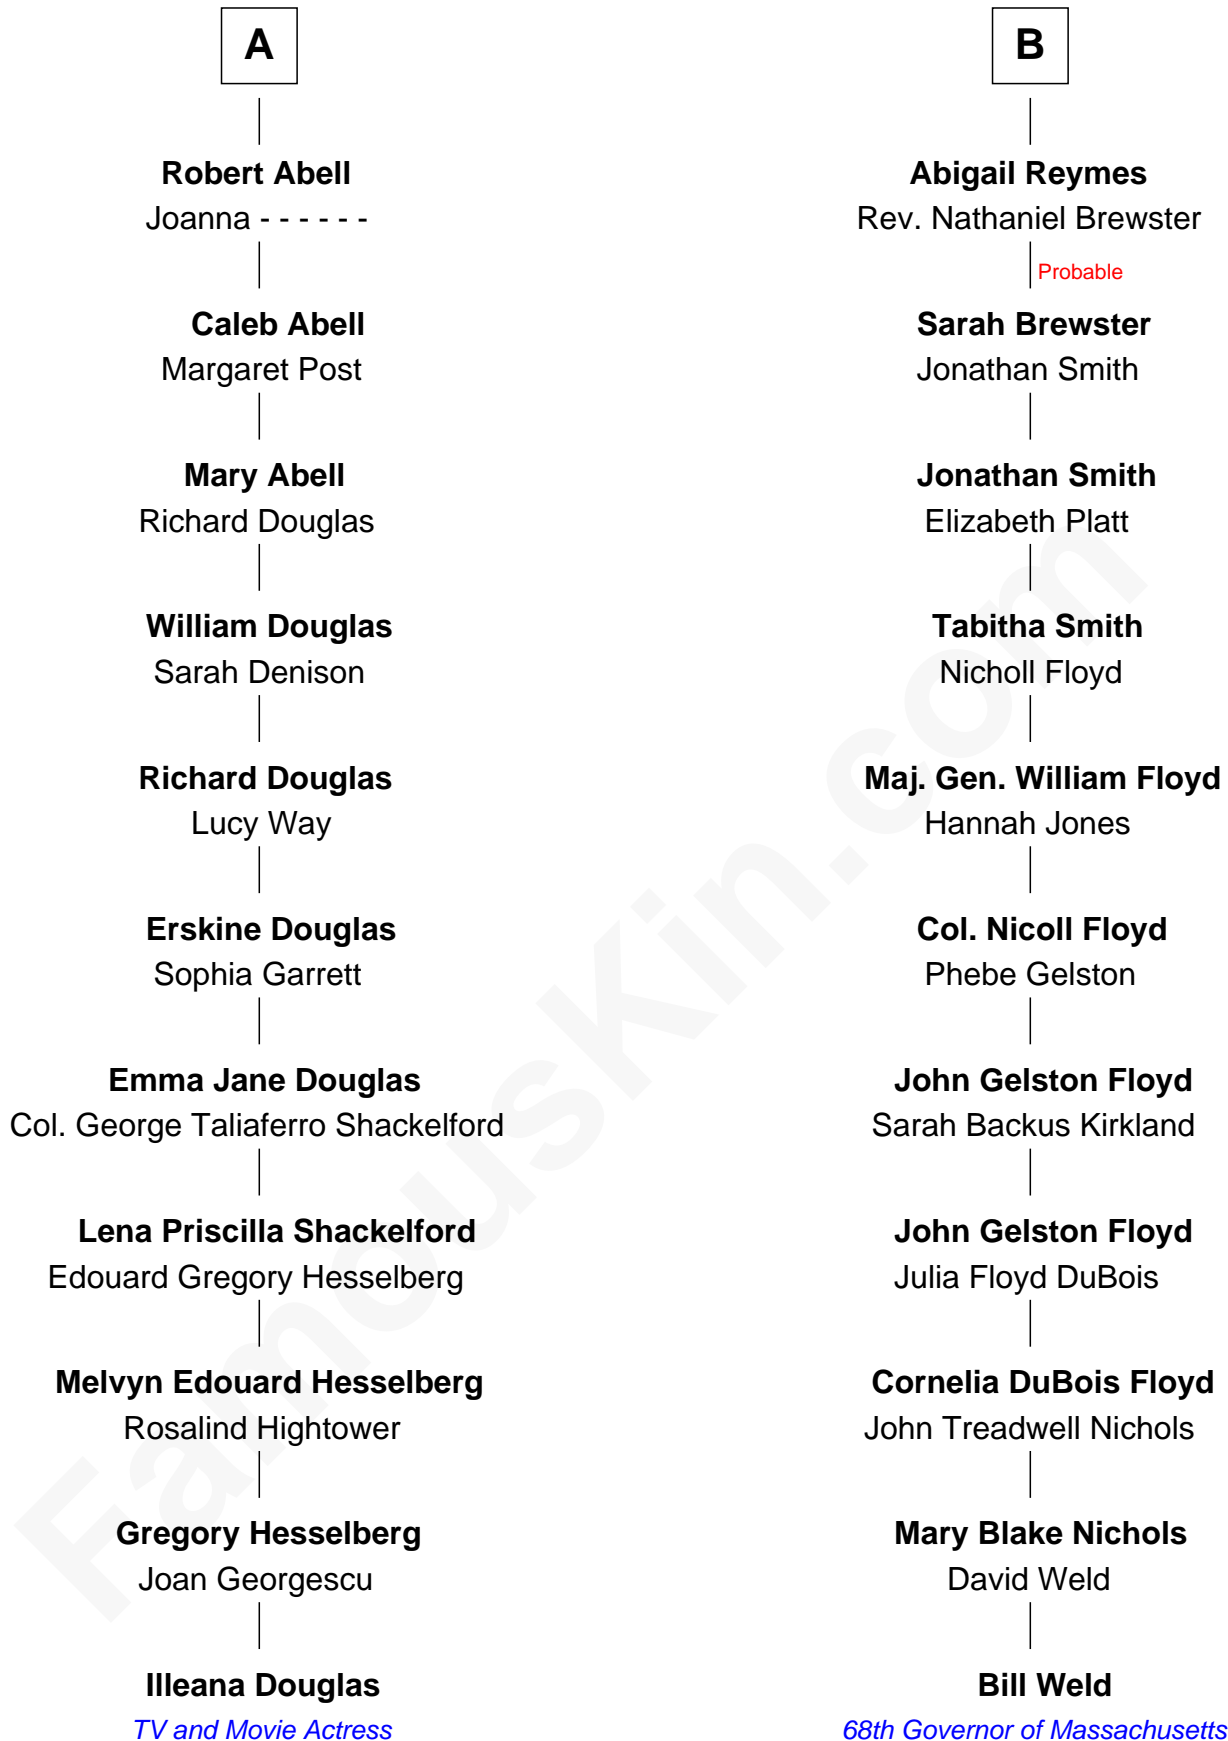 A
Robert Abell
Joanna - - - - - -
Caleb Abell
Margaret Post
Mary Abell
Richard Douglas
William Douglas
Sarah Denison
Richard Douglas
Lucy Way
Erskine Douglas
Sophia Garrett
Emma Jane Douglas
Col. George Taliaferro Shackelford
Lena Priscilla Shackelford
Edouard Gregory Hesselberg
Melvyn Edouard Hesselberg
Rosalind Hightower
Gregory Hesselberg
Joan Georgescu
Illeana Douglas
TV and Movie Actress
B
Abigail Reymes
Rev. Nathaniel Brewster
Probable
Sarah Brewster
Jonathan Smith
Jonathan Smith
Elizabeth Platt
Tabitha Smith
Nicholl Floyd
Maj. Gen. William Floyd
Hannah Jones
Col. Nicoll Floyd
Phebe Gelston
John Gelston Floyd
Sarah Backus Kirkland
John Gelston Floyd
Julia Floyd DuBois
Cornelia DuBois Floyd
John Treadwell Nichols
Mary Blake Nichols
David Weld
Bill Weld
68th Governor of Massachusetts
FamousKin.com